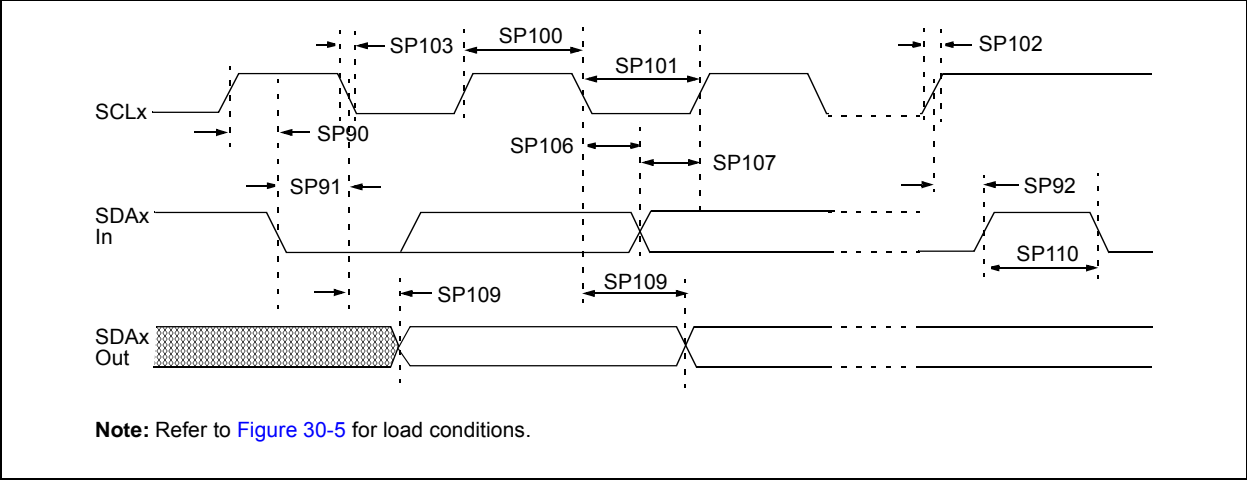 SP103
SP100
SP101
SP102
SCLx
SP90
SP106
SP107
SP91
SP92
SDAx
In
SP110
SP109
SP109
SDAx
Out
Note: Refer to Figure 30-5 for load conditions.